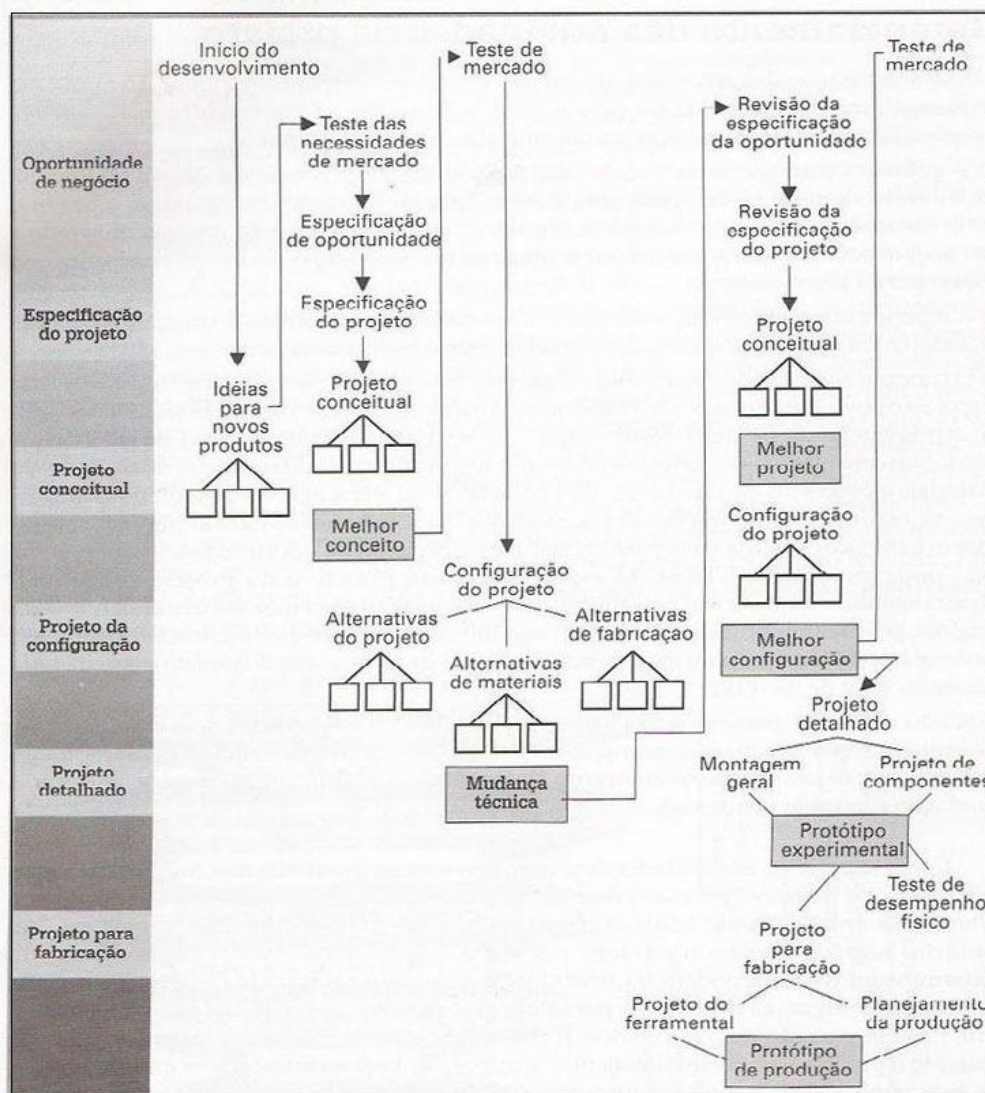 Oportunidade
de negócio
Especificação
do projeto
Projeto
conceitual
Projeto da
configuração
Projeto
detalhado
Projeto para
fabricação
Início do
desenvolvimento
Idéias para
novos
produtos
Teste das
necessidades
de mercado
Especificação
de oportunidade
Especificação
do projeto
Projeto
conceitual
Melhor
conceito
Teste de
mercado
Configuração
do projeto
Alternativas
do projeto
Alternativas
de materiais
Alternativas
de fabricação
Mudança
técnica
Revisão da
especificação
da oportunidade
Revisão da
especificação
do projeto
Projeto
conceitual
Melhor
projeto
Configuração
do projeto
Melhor
configuração
Teste de
mercado
Projeto
detalhado
Montagem
geral
Projeto de
componentes
Protótipo
experimental
Teste de
desempenho
físico
Projeto
para
fabricação
Projeto do
ferramental
Planejamento
da produção
Protótipo
de produção